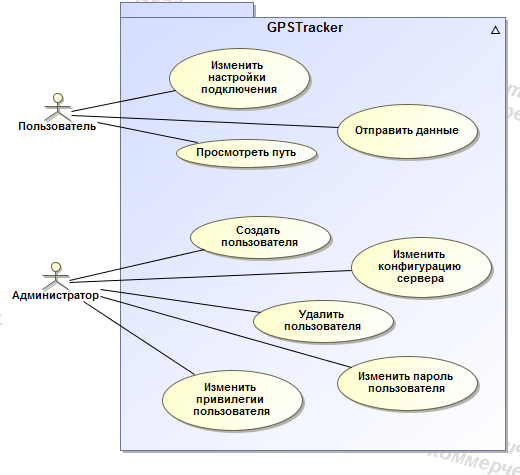 GPSTracker
Изменить
настройки
подключения
Пользователь
Отправить данные
Просмотреть путь
Создать
пользователя
Изменить
конфигурацию
сервера
Администратор
Удалить
пользователя
Изменить пароль
пользователя
Изменить
привилегии
пользователя
коммерче